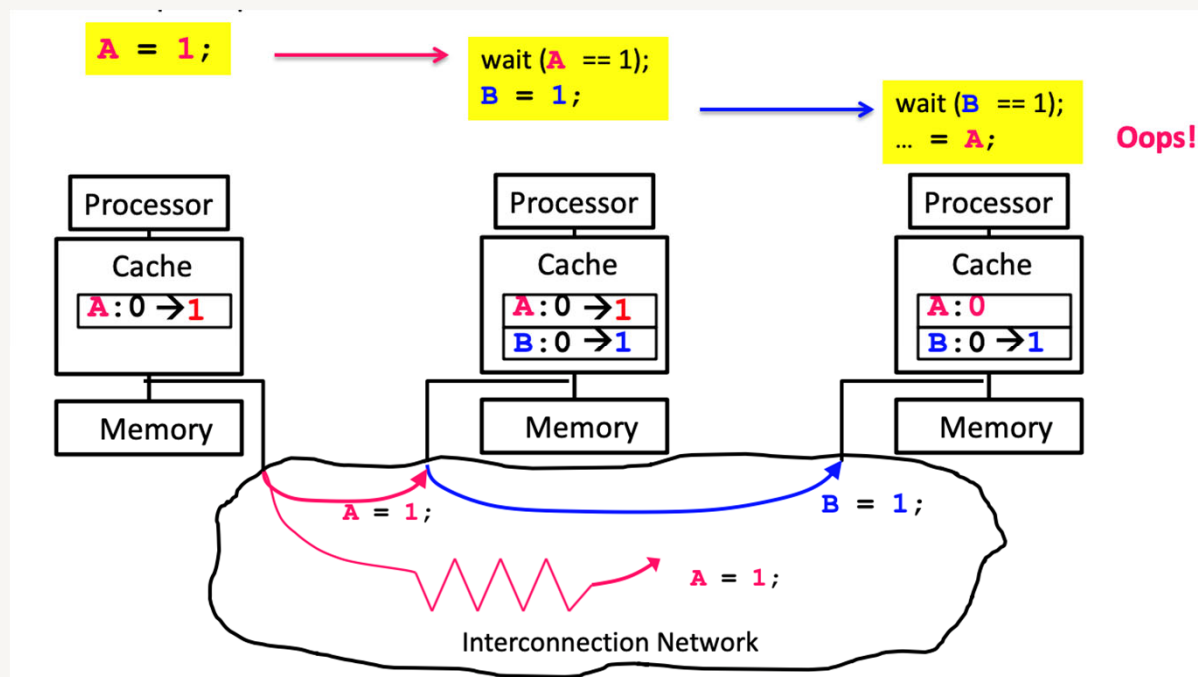 A = 1;
wait (A == 1);
B = 1;
wait (B == 1);
... = A;
Oops!
Processor
Cache
A:0 →1
Memory
Processor
Cache
A:0 →1
B:0 →1
Memory
Processor
Cache
A:0
B:0 →1
Memory
A = 1;
B = 1;
A = 1;
Interconnection Network